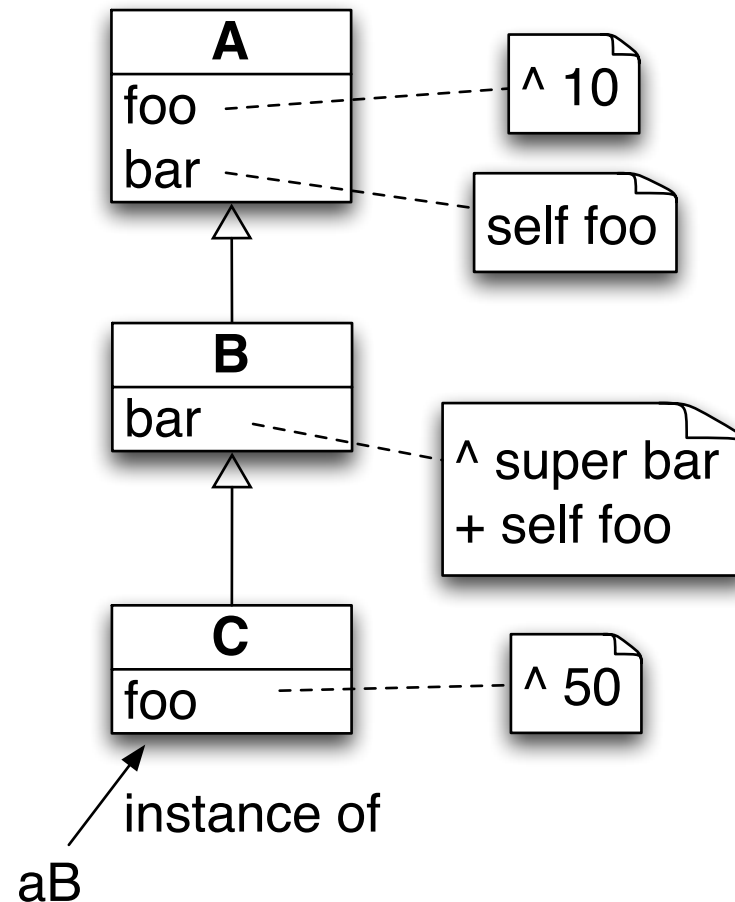 A
foo
bar
^ 10
self foo
B
bar
^ super bar
+ self foo
C
foo
^ 50
instance of
aB